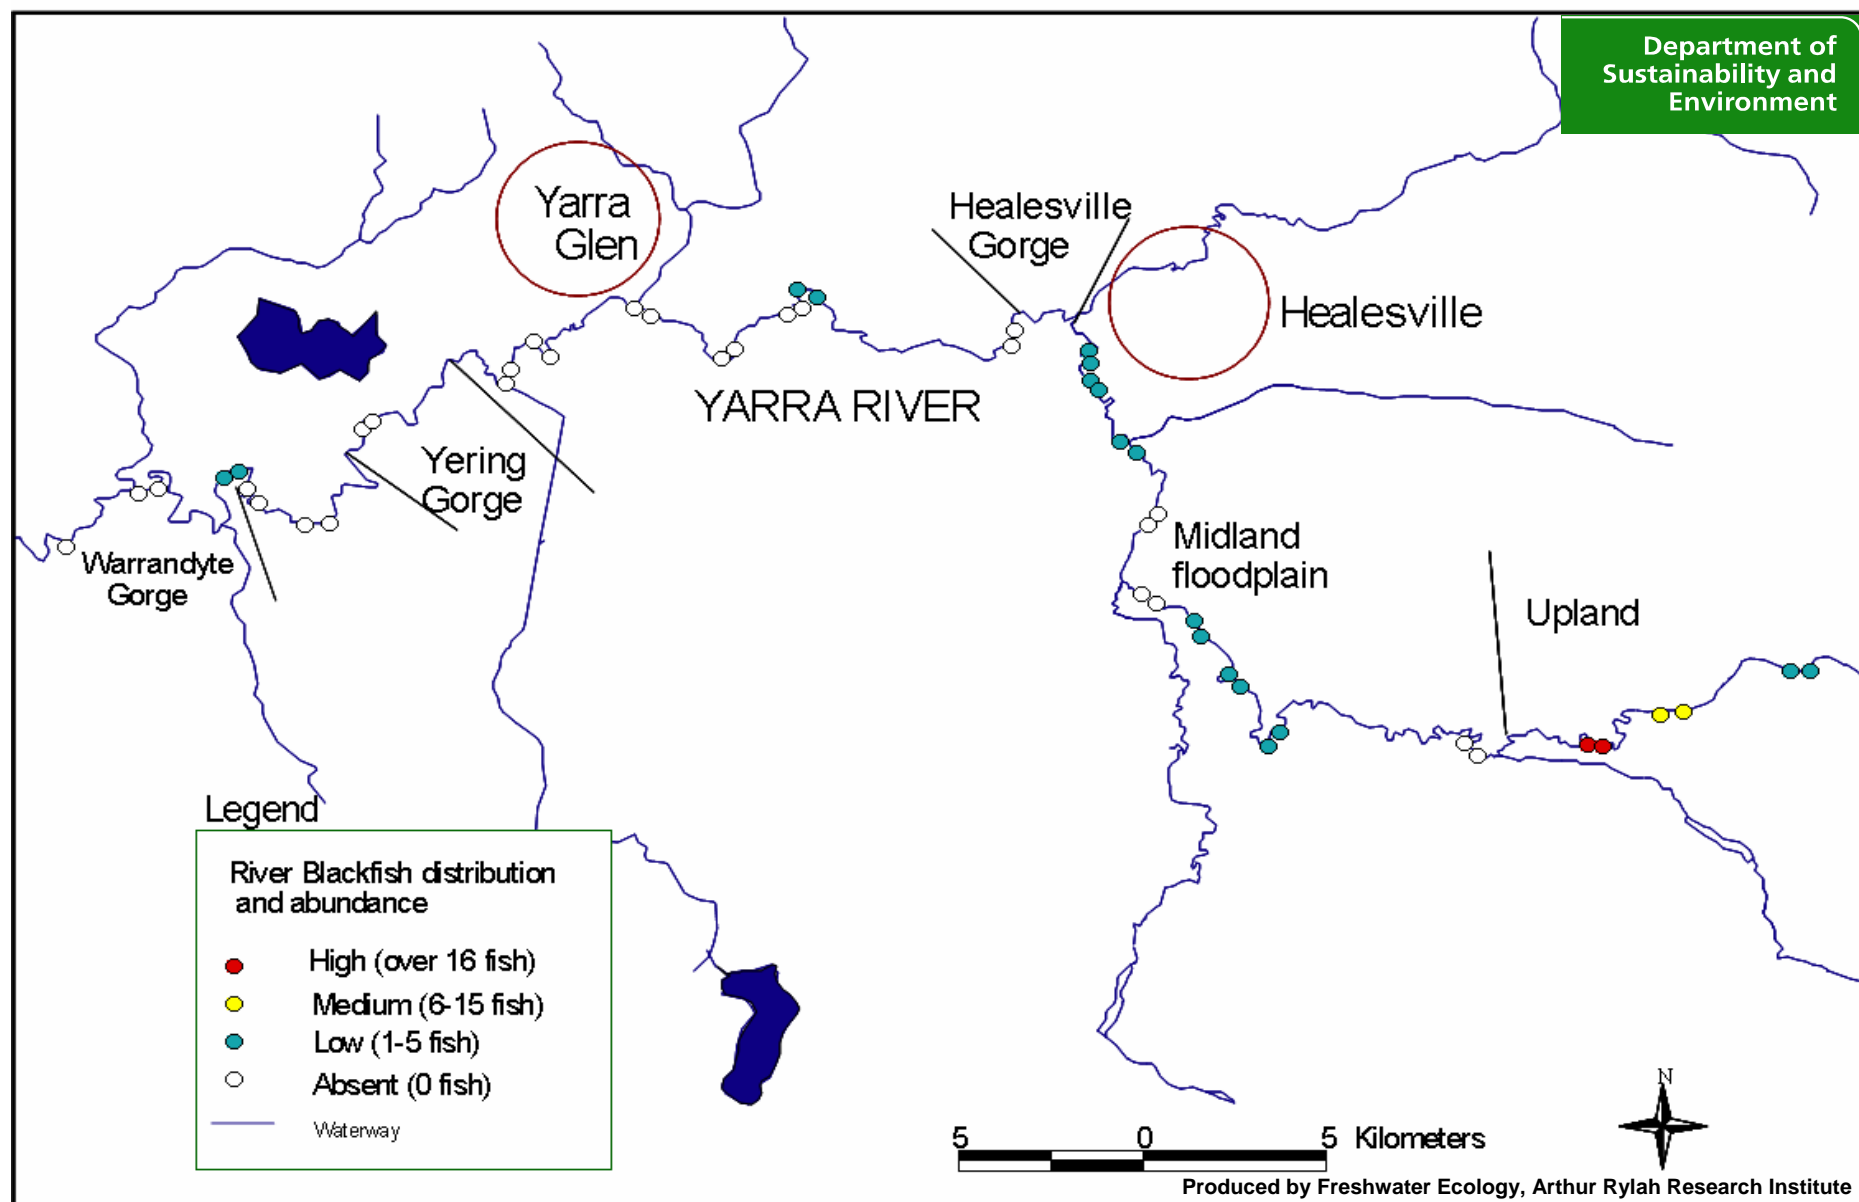 Department of
Sustainability and
Environment
Yarra
Glen
Healesville
Gorge
Healesville
YARRA RIVER
Yering
Gorge
Midland
floodplain
Warrandyte
Gorge
Upland
Legend
River Blackfish distribution
and abundance
High (over 16 fish)
Medium (6-15 fish)
Low (1-5 fish)
Absent (0 fish)
Waterway
N
5 0 5 Kilometers
Produced by Freshwater Ecology, Arthur Rylah Research Institute